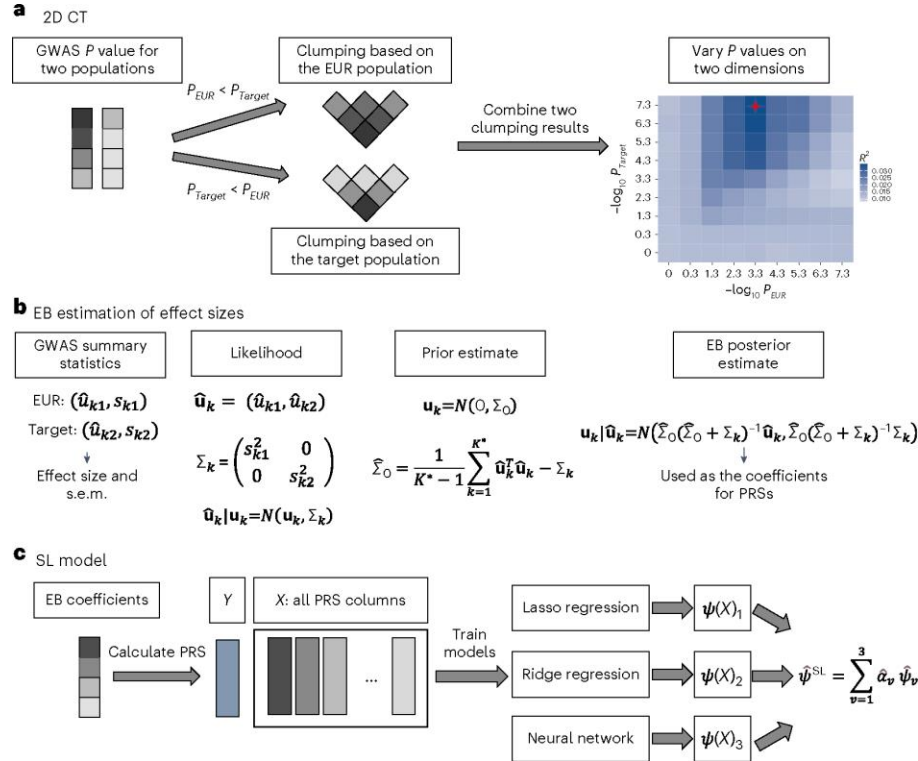 a
2D CT
GWAS P value for
two populations
P_EUR < P_Target
P_Target < P_EUR
Clumping based on
the EUR population
Clumping based on
the target population
Combine two
clumping results
Vary P values on
two dimensions
−log10 P_Target
7.3
6.3
5.3
4.3
3.3
2.3
1.3
0.3
0
0 0.3 1.3 2.3 3.3 4.3 5.3 6.3 7.3
−log10 P_EUR
R²
0.030
0.025
0.020
0.015
0.010
b
EB estimation of effect sizes
GWAS summary
statistics
EUR: (û_k1, s_k1)
Target: (û_k2, s_k2)
Effect size and
s.e.m.
Likelihood
û_k = (û_k1, û_k2)
Σ_k = (s²_k1 0
0 s²_k2)
û_k|u_k=N(u_k, Σ_k)
Prior estimate
u_k=N(0, Σ_0)
Σ̂_0 = 1/(K* − 1) ∑_{k=1}^{K*} û_k^T û_k − Σ_k
EB posterior
estimate
u_k|û_k=N(Σ̂_0(Σ̂_0 + Σ_k)⁻¹û_k, Σ̂_0(Σ̂_0 + Σ_k)⁻¹Σ_k)
Used as the coefficients
for PRSs
c
SL model
EB coefficients
Calculate PRS
Y
X: all PRS columns
...
Train
models
Lasso regression
ψ(X)_1
Ridge regression
ψ(X)_2
Neural network
ψ(X)_3
ψ̂^SL = ∑_{v=1}^{3} α̂_v ψ̂_v